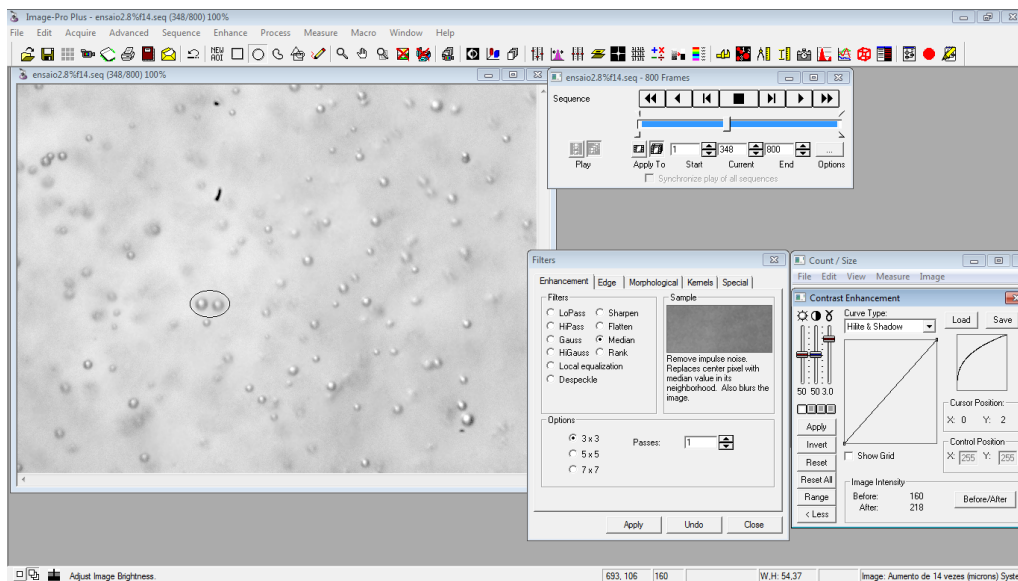 Image-Pro Plus - ensaio2.8%f14.seq (348/800) 100%
File Edit Acquire Advanced Sequence Enhance Process Measure Macro Window Help
NEW
AOI
ensaio2.8%f14.seq (348/800) 100%
ensaio2.8%f14.seq - 800 Frames
Sequence
1 348 800 ...
Play Apply To Start Current End Options
Synchronize play of all sequences
Filters
Enhancement Edge Morphological Kernels Special
Filters
LoPass Sharpen
HiPass Flatten
Gauss Median
HiGauss Rank
Local equalization
Despeckle
Sample
Remove impulse noise.
Replaces center pixel with
median value in its
neighborhood. Also blurs the
image.
Options
3 x 3
5 x 5
7 x 7
Passes: 1
Apply Undo Close
Count / Size
File Edit View Measure Image
Contrast Enhancement
Curve Type:
Hilite & Shadow
Load Save
50 50 3.0
Apply
Invert
Reset
Reset All
Range
< Less
Show Grid
Cursor Position:
X: 0 Y: 2
Control Position
X: 255 Y: 255
Image Intensity
Before: 160
After: 218
Before/After
Adjust Image Brightness.
693, 106 160 W,H: 54,37 Image: Aumento de 14 vezes (microns) Syste